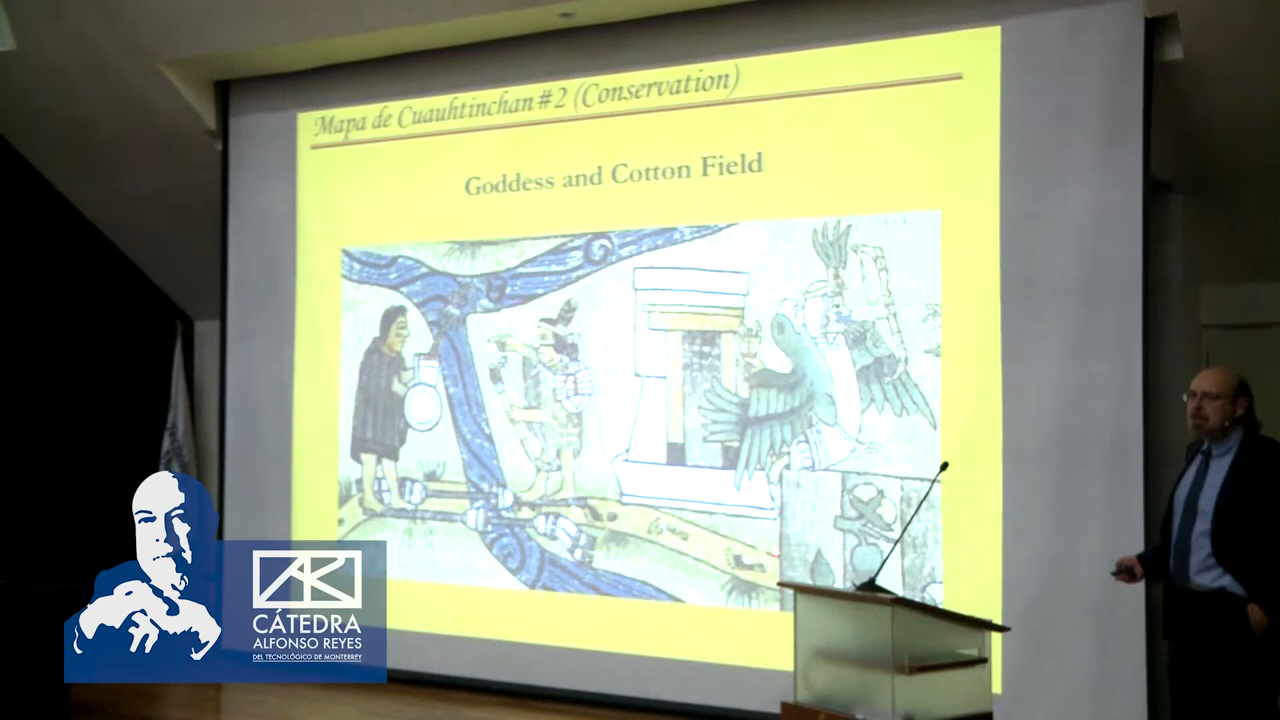 Mapa de Cuauhtinchan #2 (Conservation)
Goddess and Cotton Field
CÁTEDRA
ALFONSO REYES
DEL TECNOLÓGICO DE MONTERREY